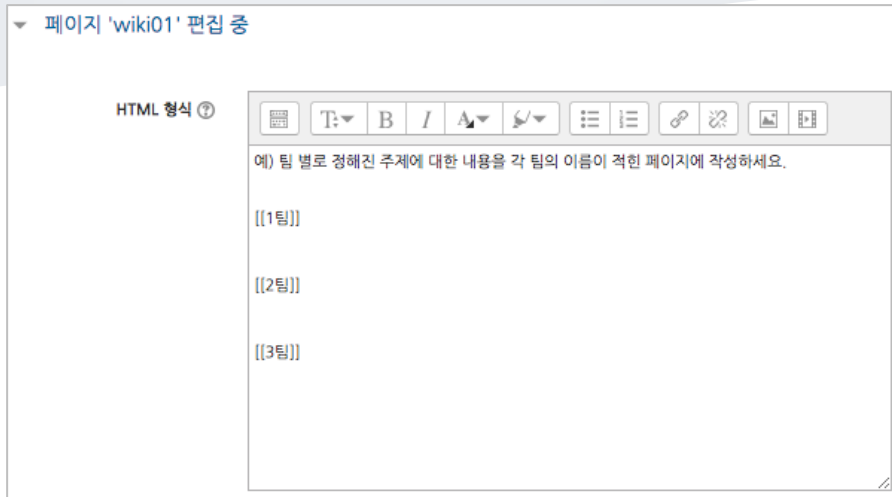 페이지 'wiki01' 편집 중
HTML 형식
예) 팀 별로 정해진 주제에 대한 내용을 각 팀의 이름이 적힌 페이지에 작성하세요.
[[1팀]]
[[2팀]]
[[3팀]]